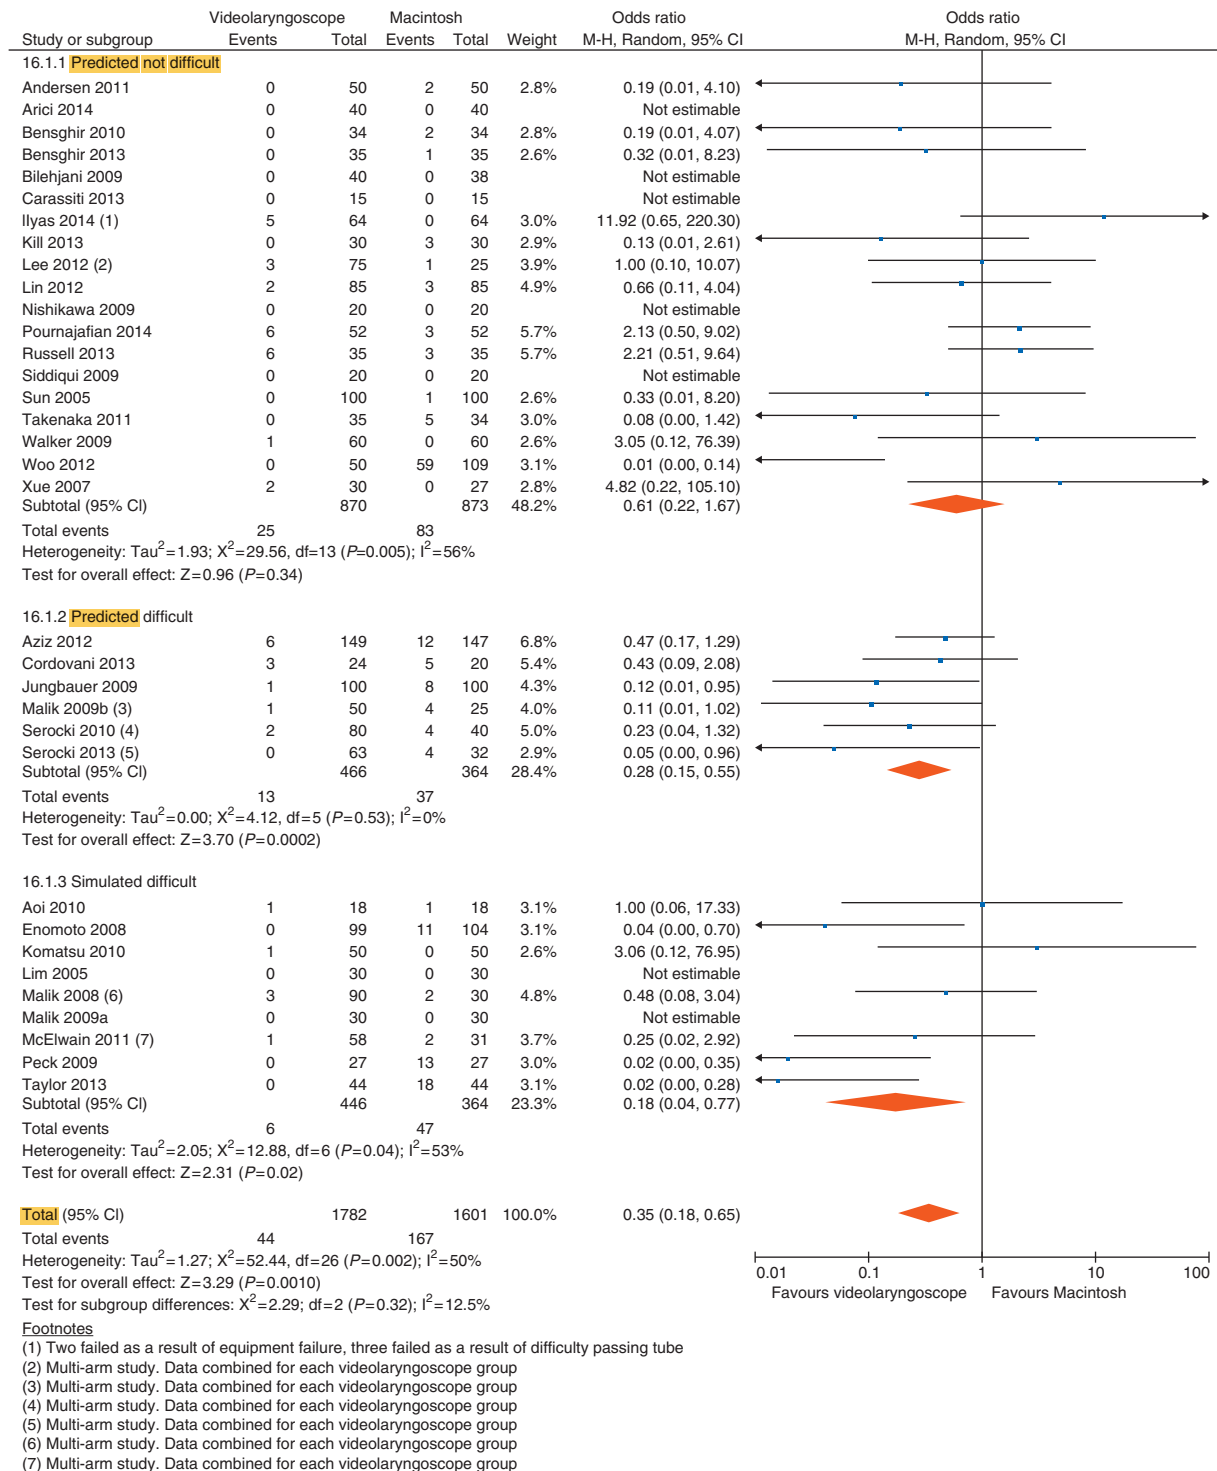 Videolaryngoscope Macintosh Odds ratio Odds ratio
Study or subgroup Events Total Events Total Weight M-H, Random, 95% CI M-H, Random, 95% CI
16.1.1 Predicted not difficult
Andersen 2011 0 50 2 50 2.8% 0.19 (0.01, 4.10)
Arici 2014 0 40 0 40 Not estimable
Bensghir 2010 0 34 2 34 2.8% 0.19 (0.01, 4.07)
Bensghir 2013 0 35 1 35 2.6% 0.32 (0.01, 8.23)
Bilehjani 2009 0 40 0 38 Not estimable
Carassiti 2013 0 15 0 15 Not estimable
Ilyas 2014 (1) 5 64 0 64 3.0% 11.92 (0.65, 220.30)
Kill 2013 0 30 3 30 2.9% 0.13 (0.01, 2.61)
Lee 2012 (2) 3 75 1 25 3.9% 1.00 (0.10, 10.07)
Lin 2012 2 85 3 85 4.9% 0.66 (0.11, 4.04)
Nishikawa 2009 0 20 0 20 Not estimable
Pournajafian 2014 6 52 3 52 5.7% 2.13 (0.50, 9.02)
Russell 2013 6 35 3 35 5.7% 2.21 (0.51, 9.64)
Siddiqui 2009 0 20 0 20 Not estimable
Sun 2005 0 100 1 100 2.6% 0.33 (0.01, 8.20)
Takenaka 2011 0 35 5 34 3.0% 0.08 (0.00, 1.42)
Walker 2009 1 60 0 60 2.6% 3.05 (0.12, 76.39)
Woo 2012 0 50 59 109 3.1% 0.01 (0.00, 0.14)
Xue 2007 2 30 0 27 2.8% 4.82 (0.22, 105.10)
Subtotal (95% CI) 870 873 48.2% 0.61 (0.22, 1.67)
Total events 25 83
Heterogeneity: Tau²=1.93; X²=29.56, df=13 (P=0.005); I²=56%
Test for overall effect: Z=0.96 (P=0.34)
16.1.2 Predicted difficult
Aziz 2012 6 149 12 147 6.8% 0.47 (0.17, 1.29)
Cordovani 2013 3 24 5 20 5.4% 0.43 (0.09, 2.08)
Jungbauer 2009 1 100 8 100 4.3% 0.12 (0.01, 0.95)
Malik 2009b (3) 1 50 4 25 4.0% 0.11 (0.01, 1.02)
Serocki 2010 (4) 2 80 4 40 5.0% 0.23 (0.04, 1.32)
Serocki 2013 (5) 0 63 4 32 2.9% 0.05 (0.00, 0.96)
Subtotal (95% CI) 466 364 28.4% 0.28 (0.15, 0.55)
Total events 13 37
Heterogeneity: Tau²=0.00; X²=4.12, df=5 (P=0.53); I²=0%
Test for overall effect: Z=3.70 (P=0.0002)
16.1.3 Simulated difficult
Aoi 2010 1 18 1 18 3.1% 1.00 (0.06, 17.33)
Enomoto 2008 0 99 11 104 3.1% 0.04 (0.00, 0.70)
Komatsu 2010 1 50 0 50 2.6% 3.06 (0.12, 76.95)
Lim 2005 0 30 0 30 Not estimable
Malik 2008 (6) 3 90 2 30 4.8% 0.48 (0.08, 3.04)
Malik 2009a 0 30 0 30 Not estimable
McElwain 2011 (7) 1 58 2 31 3.7% 0.25 (0.02, 2.92)
Peck 2009 0 27 13 27 3.0% 0.02 (0.00, 0.35)
Taylor 2013 0 44 18 44 3.1% 0.02 (0.00, 0.28)
Subtotal (95% CI) 446 364 23.3% 0.18 (0.04, 0.77)
Total events 6 47
Heterogeneity: Tau²=2.05; X²=12.88, df=6 (P=0.04); I²=53%
Test for overall effect: Z=2.31 (P=0.02)
Total (95% CI) 1782 1601 100.0% 0.35 (0.18, 0.65)
Total events 44 167
Heterogeneity: Tau²=1.27; X²=52.44, df=26 (P=0.002); I²=50%
Test for overall effect: Z=3.29 (P=0.0010)
Test for subgroup differences: X²=2.29; df=2 (P=0.32); I²=12.5%
0.01 0.1 1 10 100
Favours videolaryngoscope Favours Macintosh
Footnotes
(1) Two failed as a result of equipment failure, three failed as a result of difficulty passing tube
(2) Multi-arm study. Data combined for each videolaryngoscope group
(3) Multi-arm study. Data combined for each videolaryngoscope group
(4) Multi-arm study. Data combined for each videolaryngoscope group
(5) Multi-arm study. Data combined for each videolaryngoscope group
(6) Multi-arm study. Data combined for each videolaryngoscope group
(7) Multi-arm study. Data combined for each videolaryngoscope group